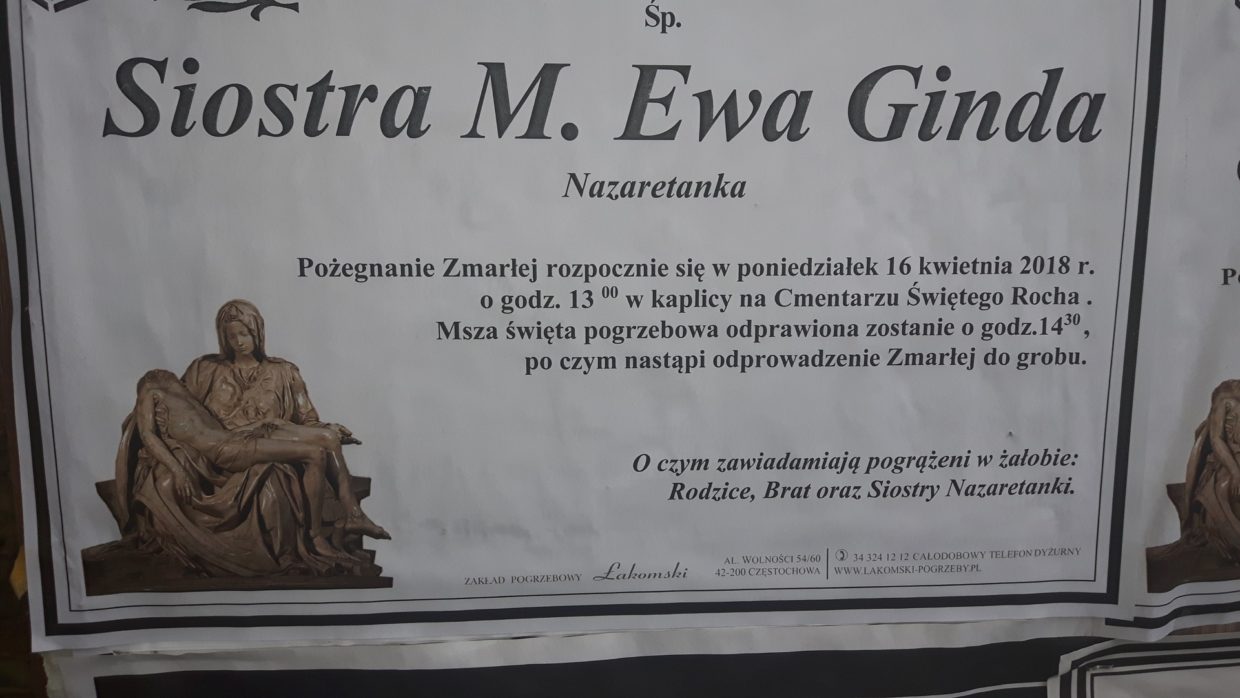 Śp.
Siostra M. Ewa Ginda
Nazaretanka
Pożegnanie Zmarłej rozpocznie się w poniedziałek 16 kwietnia 2018 r.
o godz. 13 00 w kaplicy na Cmentarzu Świętego Rocha .
Msza święta pogrzebowa odprawiona zostanie o godz.1430 ,
po czym nastąpi odprowadzenie Zmarłej do grobu.
O czym zawiadamiają pogrążeni w żałobie:
Rodzice, Brat oraz Siostry Nazaretanki.
ZAKŁAD POGRZEBOWY Łakomski
AL. WOLNOŚCI 54/60
42-200 CZĘSTOCHOWA
34 324 12 12 CAŁODOBOWY TELEFON DYŻURNY
WWW.LAKOMSKI-POGRZEBY.PL